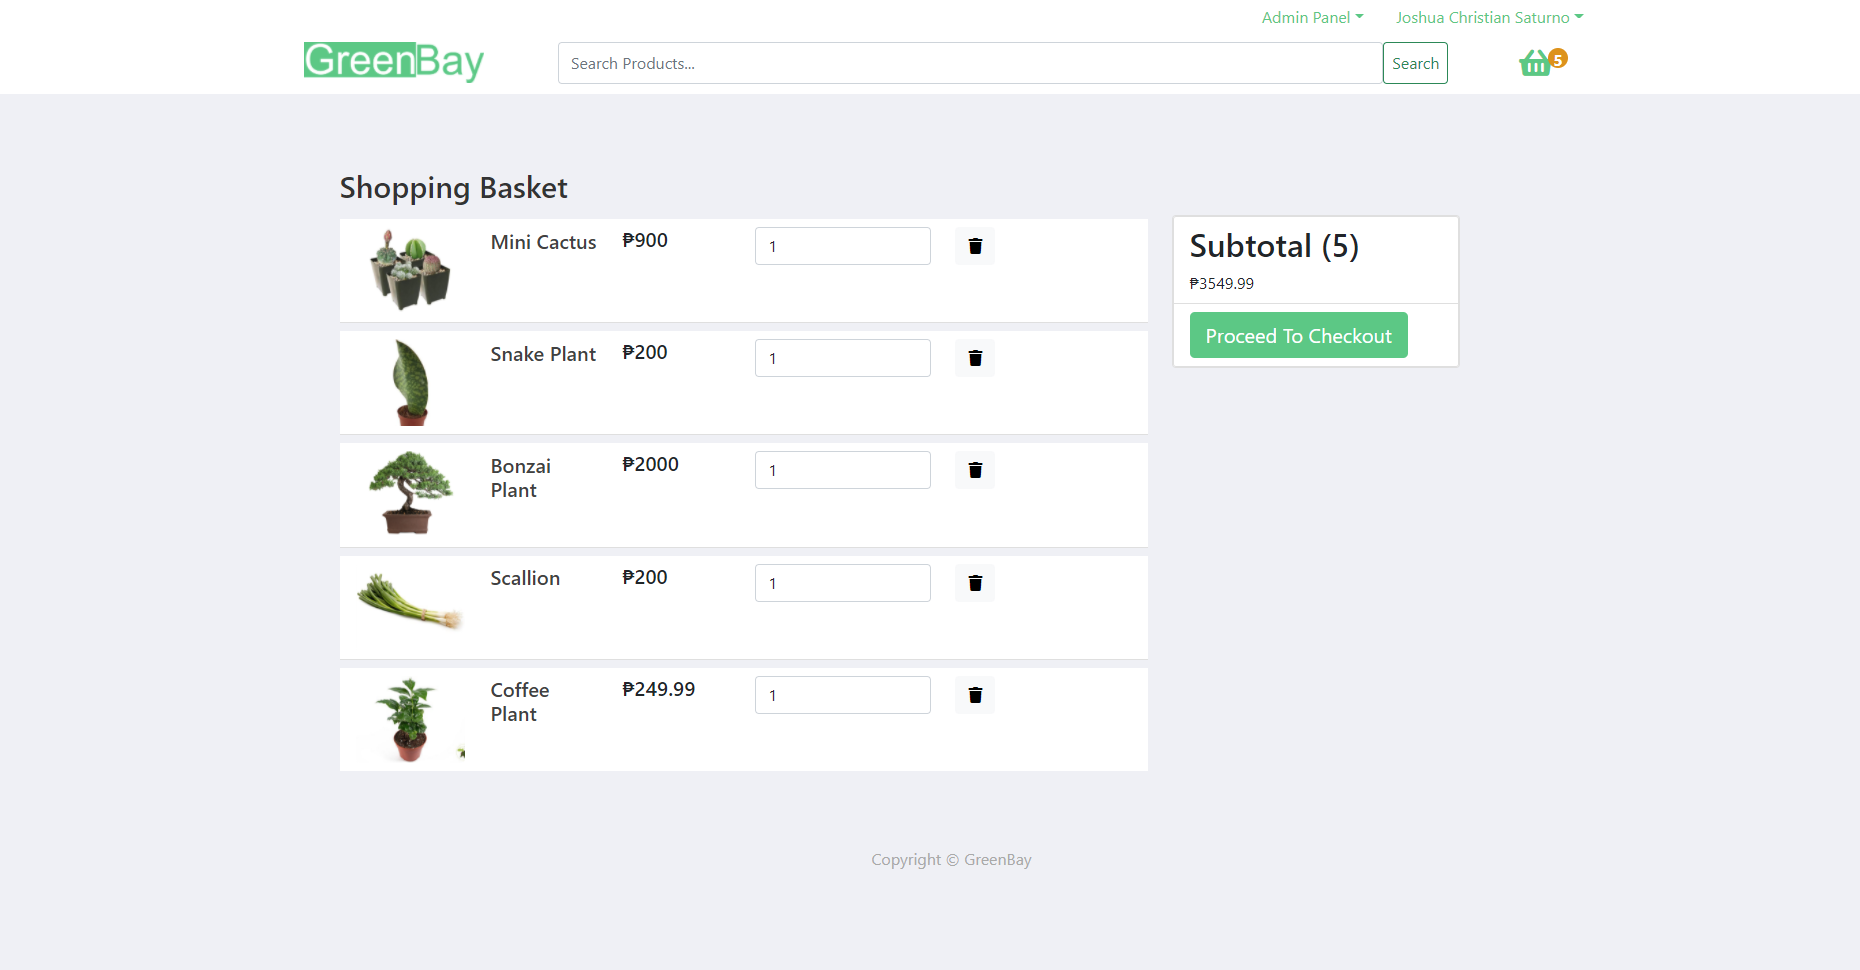 Admin Panel
Joshua Christian Saturno
GreenBay
Search Products...
Search
5
Shopping Basket
Mini Cactus
₱900
1
Snake Plant
₱200
1
Bonzai
Plant
₱2000
1
Scallion
₱200
1
Coffee
Plant
₱249.99
1
Subtotal (5)
₱3549.99
Proceed To Checkout
Copyright © GreenBay